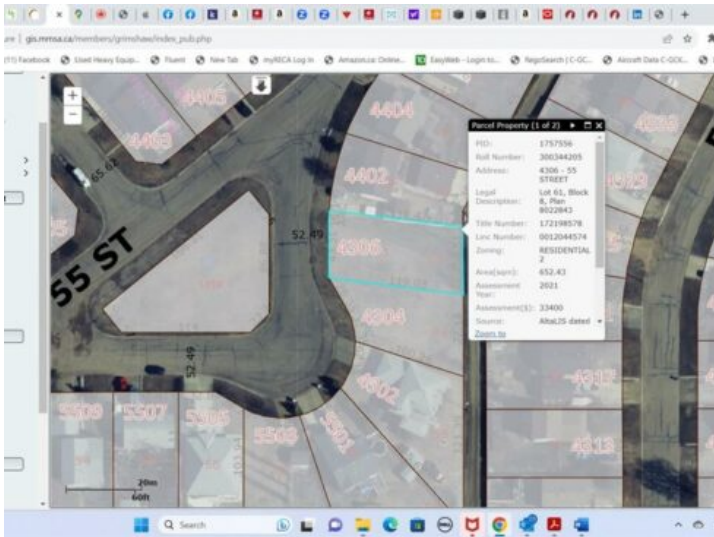 gis.mmsa.ca/members/grimshaw/index_pub.php
(11) Facebook
Used Heavy Equip...
Fluent
New Tab
myRECA Log In
Amazon.ca: Online...
EasyWeb - Login to...
RegoSearch | C-GC...
Aircraft Data C-GCK...
+
−
4405
4403
65.62
4404
4402
4306
4304
4302
52.49
55 ST
52.49
5509
5507
5505
5503
5501
4317
4313
Parcel Property (1 of 2)
PID: 1757556
Roll Number: 300344205
Address: 4306 - 55
STREET
Legal Lot 61, Block
Description: 8, Plan
8022843
Title Number: 172198578
Linc Number: 0012044574
Zoning: RESIDENTIAL
2
Area(sqm): 652.43
Assessment 2021
Year:
Assessment($): 33400
Source: AltaLIS dated
Zoom to
20m
60ft
Search